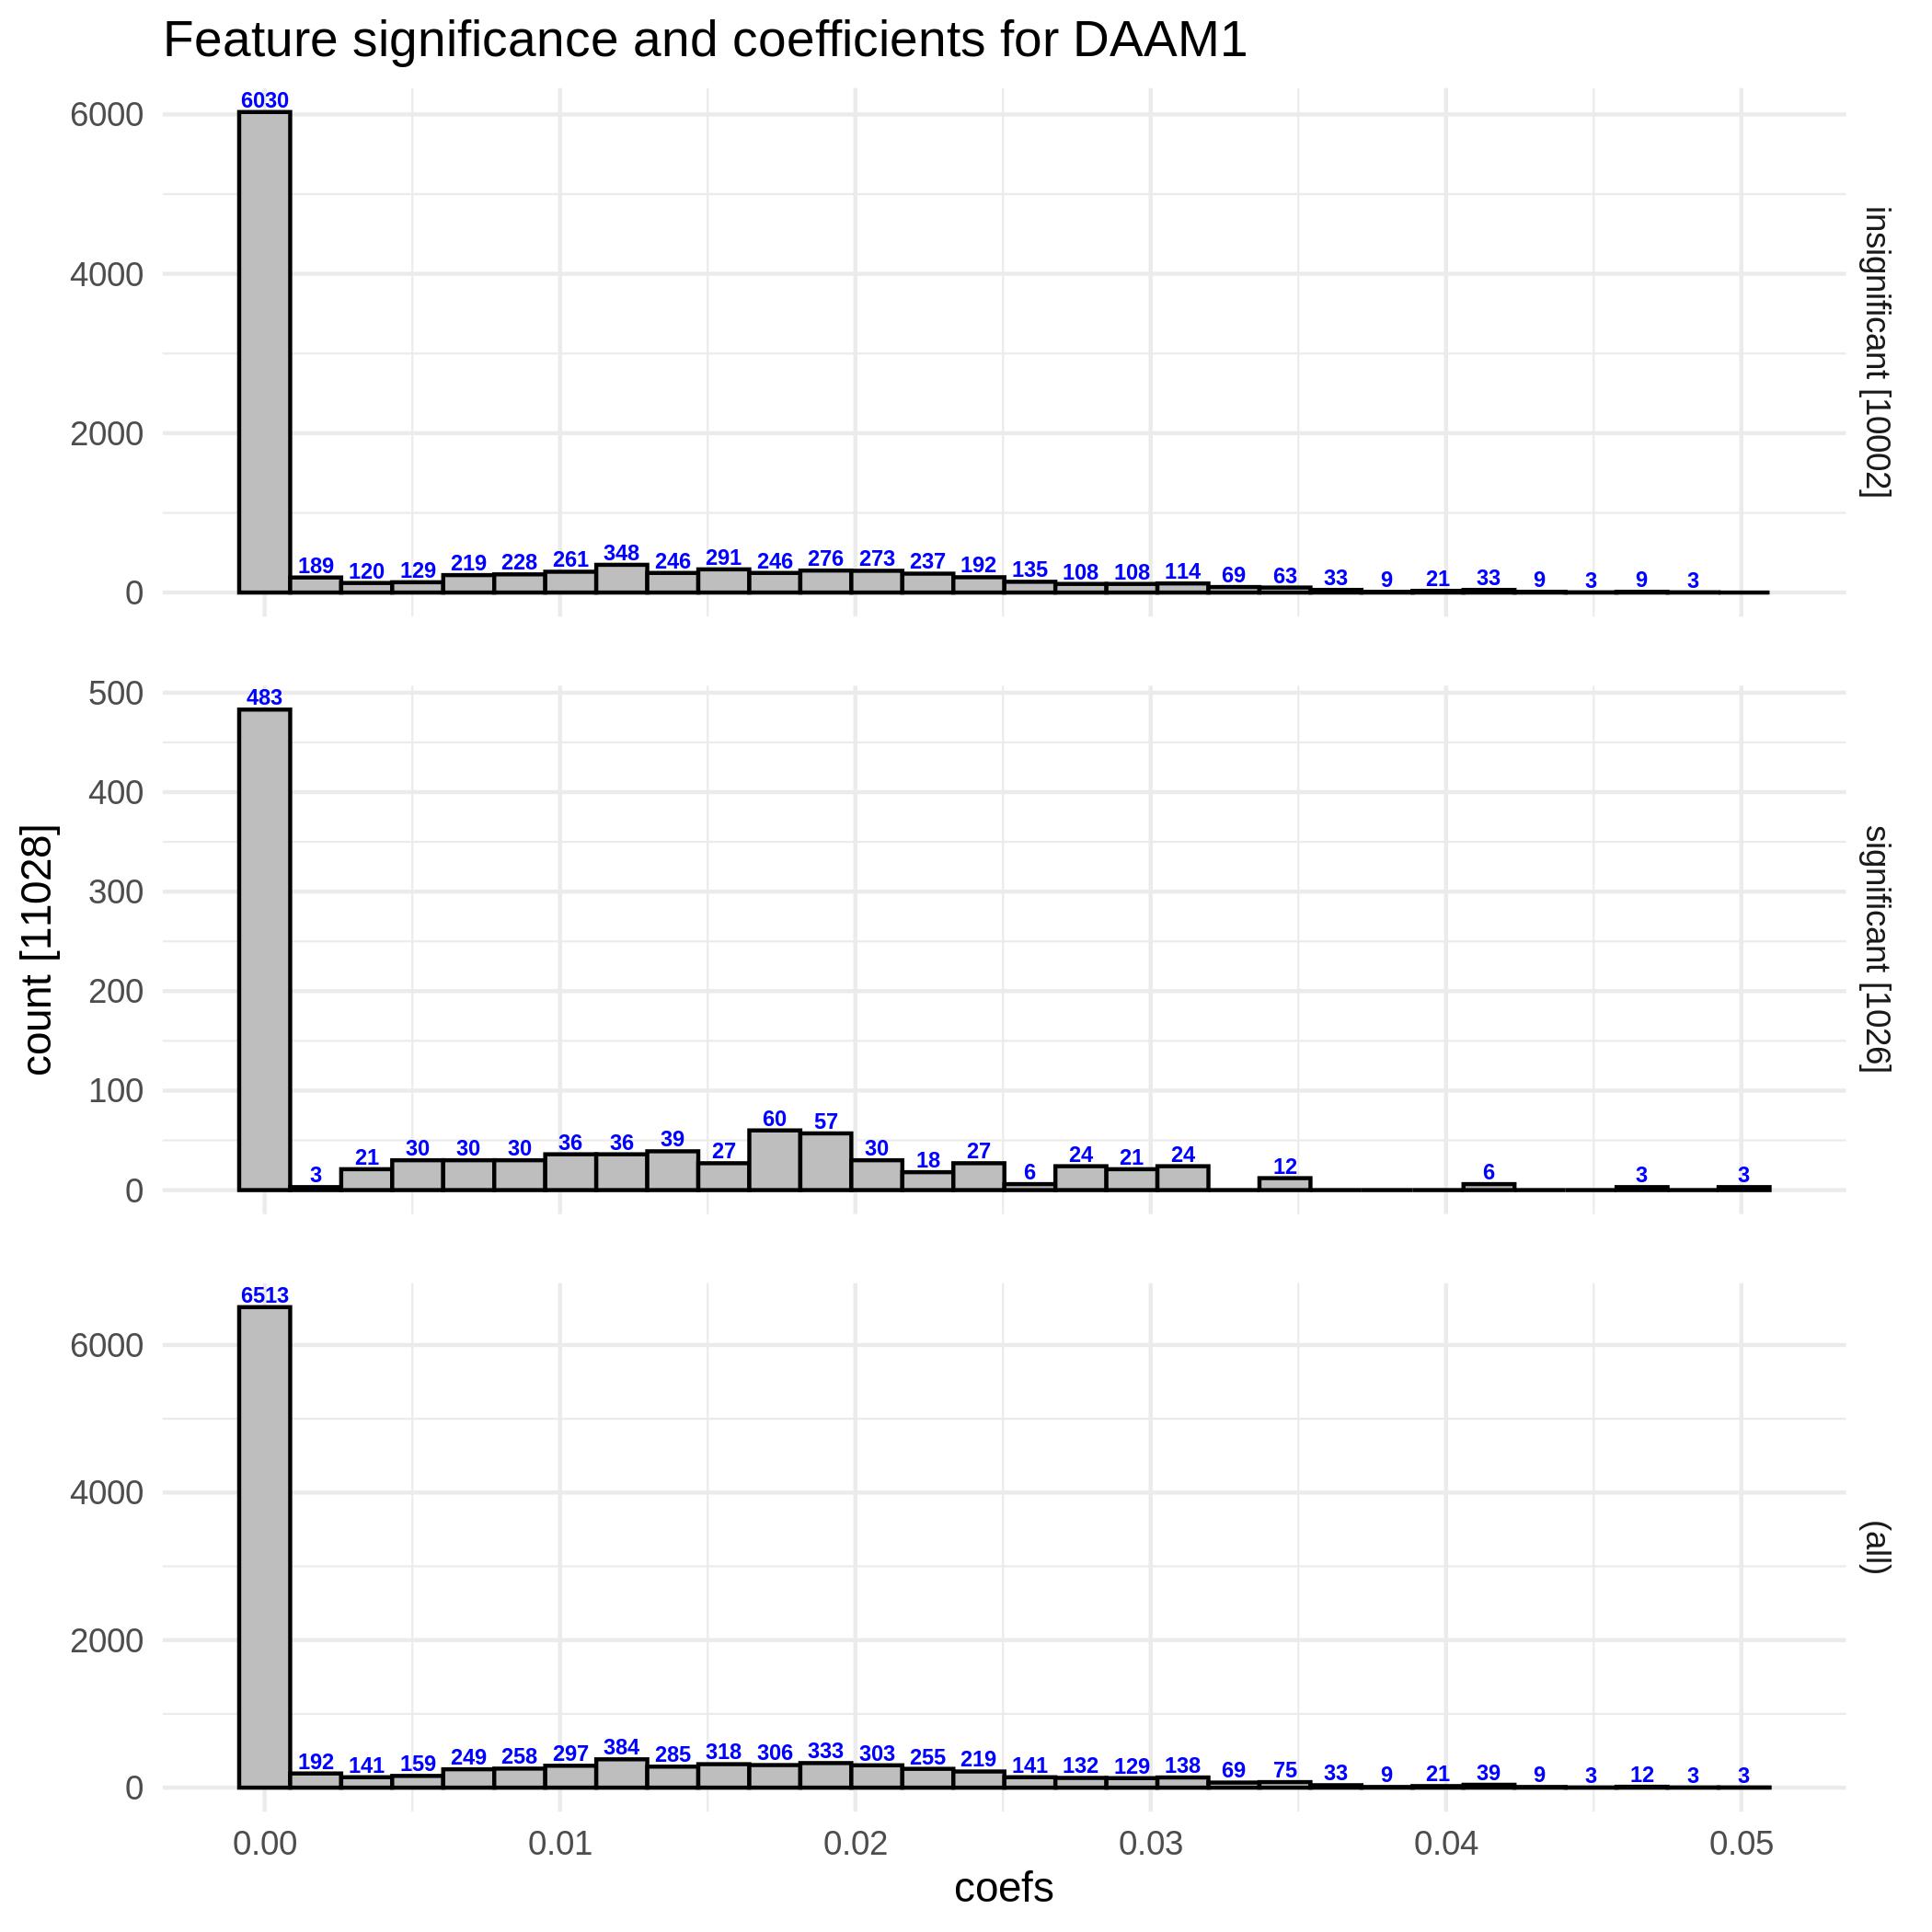 Feature significance and coefficients for DAAM1
6030
6000
4000
2000
0
189 120 129 219 228 261 348 246 291 246 276 273 237 192 135 108 108 114 69 63 33 9 21 33 9 3 9 3
insignificant [10002]
count [11028]
500
400
300
200
100
0
483 3 21 30 30 30 36 36 39 27 60 57 30 18 27 6 24 21 24 12 6 3 3
significant [1026]
6513
6000
4000
2000
0
192 141 159 249 258 297 384 285 318 306 333 303 255 219 141 132 129 138 69 75 33 9 21 39 9 3 12 3 3
(all)
0.00 0.01 0.02 0.03 0.04 0.05
coefs